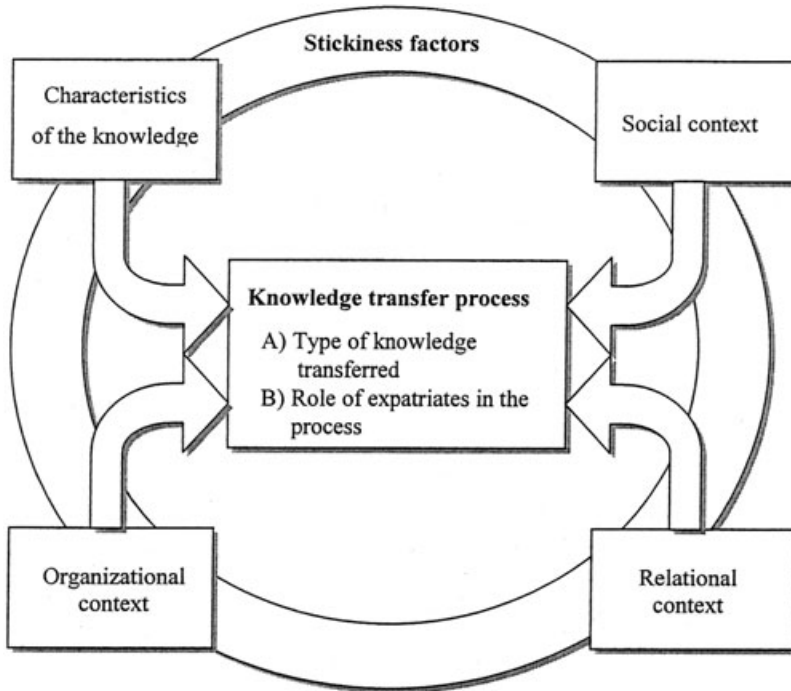 Stickiness factors
Characteristics
of the knowledge
Social context
Knowledge transfer process
A) Type of knowledge
transferred
B) Role of expatriates in the
process
Organizational
context
Relational
context